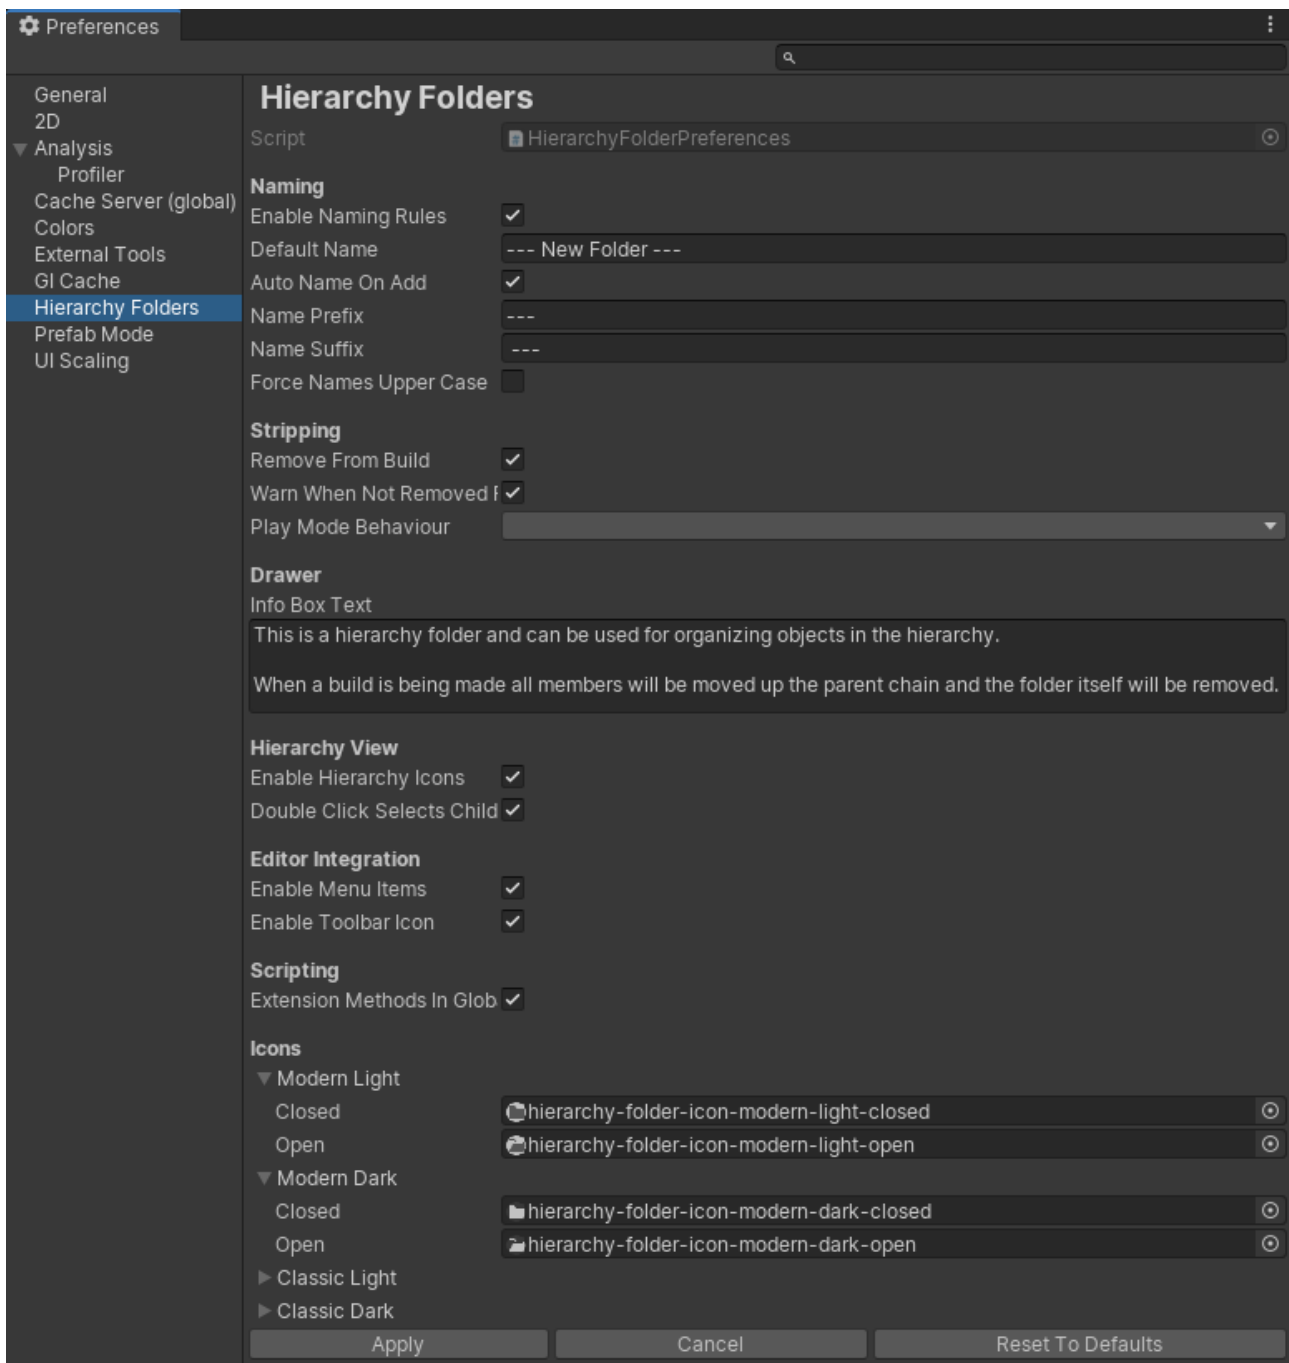 Preferences
General
2D
Analysis
Profiler
Cache Server (global)
Colors
External Tools
GI Cache
Hierarchy Folders
Prefab Mode
UI Scaling
Hierarchy Folders
Script HierarchyFolderPreferences
Naming
Enable Naming Rules
Default Name --- New Folder ---
Auto Name On Add
Name Prefix ---
Name Suffix ---
Force Names Upper Case
Stripping
Remove From Build
Warn When Not Removed F
Play Mode Behaviour
Drawer
Info Box Text
This is a hierarchy folder and can be used for organizing objects in the hierarchy.
When a build is being made all members will be moved up the parent chain and the folder itself will be removed.
Hierarchy View
Enable Hierarchy Icons
Double Click Selects Child
Editor Integration
Enable Menu Items
Enable Toolbar Icon
Scripting
Extension Methods In Glob
Icons
Modern Light
Closed hierarchy-folder-icon-modern-light-closed
Open hierarchy-folder-icon-modern-light-open
Modern Dark
Closed hierarchy-folder-icon-modern-dark-closed
Open hierarchy-folder-icon-modern-dark-open
Classic Light
Classic Dark
Apply Cancel Reset To Defaults